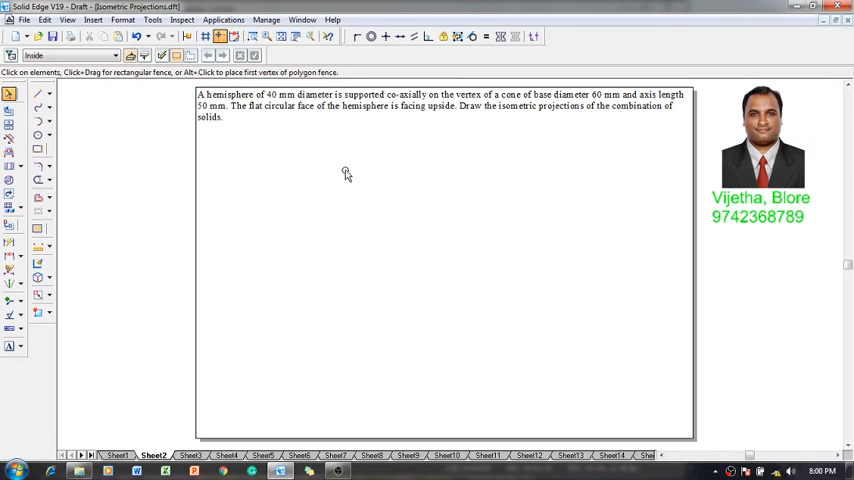 Solid Edge V19 - Draft - [Isometric Projections.dft]
File Edit View Insert Format Tools Inspect Applications Manage Window Help
Inside
Click on elements, Click+Drag for rectangular fence, or Alt+Click to place first vertex of polygon fence.
A hemisphere of 40 mm diameter is supported co-axially on the vertex of a cone of base diameter 60 mm and axis length
50 mm. The flat circular face of the hemisphere is facing upside. Draw the isometric projections of the combination of
solids.
Vijetha, Blore
9742368789
Sheet1 Sheet2 Sheet3 Sheet4 Sheet5 Sheet6 Sheet7 Sheet8 Sheet9 Sheet10 Sheet11 Sheet12 Sheet13 Sheet14 Shee
8:00 PM